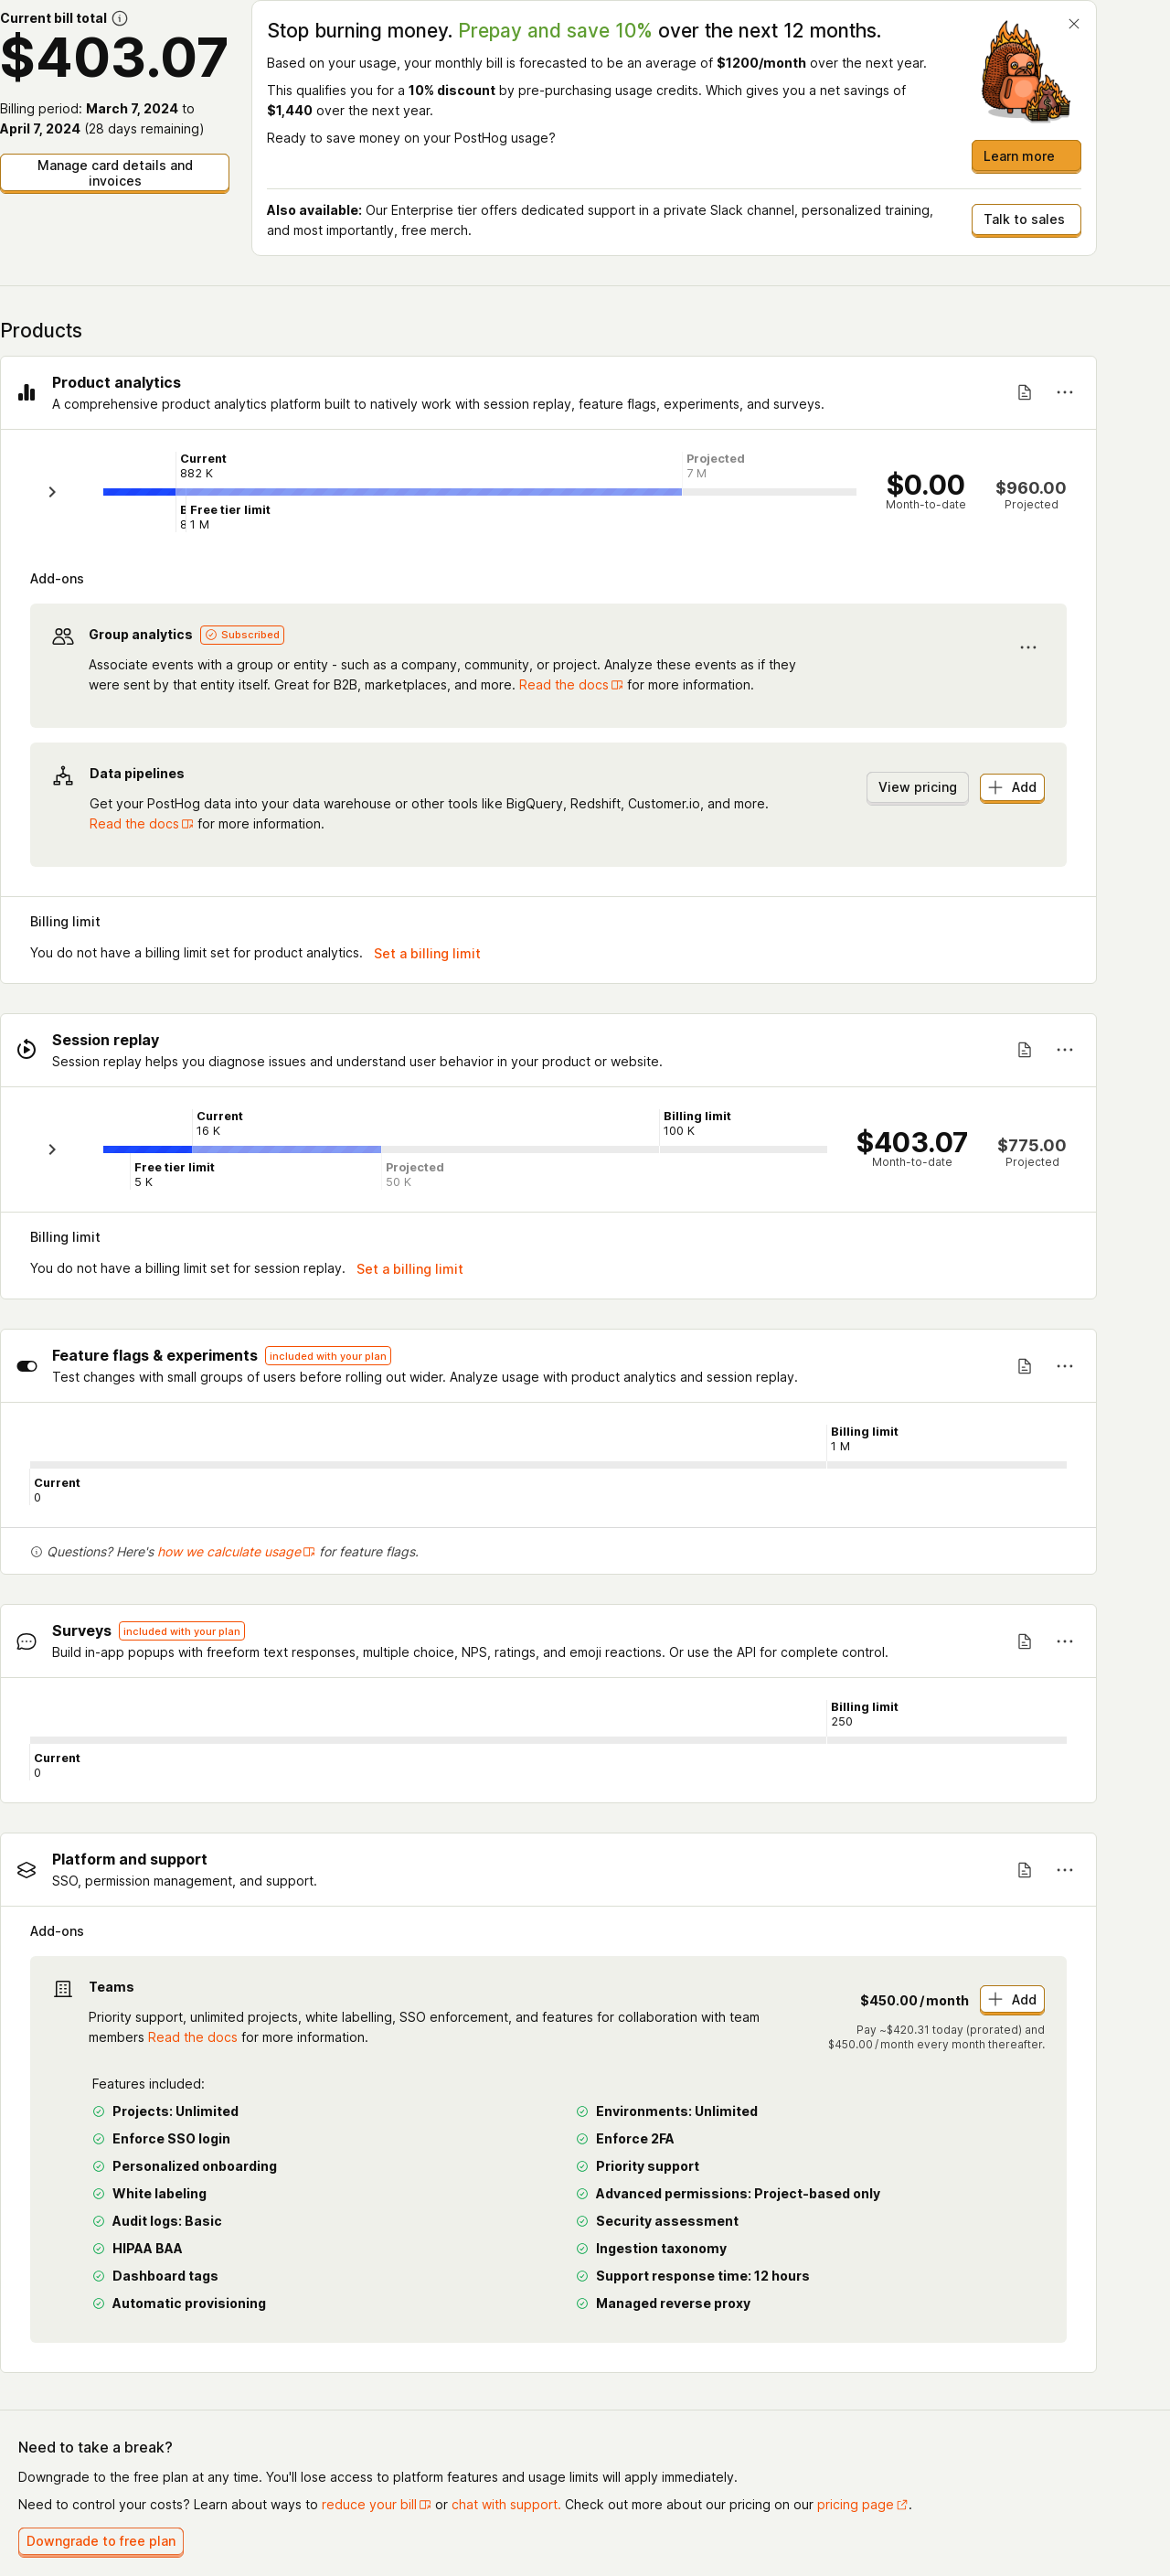 Current bill total
$403.07
Billing period: March 7, 2024 to
April 7, 2024 (28 days remaining)
Manage card details and
invoices
Stop burning money. Prepay and save 10% over the next 12 months.
Based on your usage, your monthly bill is forecasted to be an average of $1200/month over the next year.
This qualifies you for a 10% discount by pre-purchasing usage credits. Which gives you a net savings of
$1,440 over the next year.
Ready to save money on your PostHog usage?
Learn more
Also available: Our Enterprise tier offers dedicated support in a private Slack channel, personalized training,
and most importantly, free merch.
Talk to sales
Products
Product analytics
A comprehensive product analytics platform built to natively work with session replay, feature flags, experiments, and surveys.
Current
882 K
Projected
7 M
Free tier limit
1 M
$0.00
Month-to-date
$960.00
Projected
Add-ons
Group analytics Subscribed
Associate events with a group or entity - such as a company, community, or project. Analyze these events as if they
were sent by that entity itself. Great for B2B, marketplaces, and more. Read the docs for more information.
Data pipelines
Get your PostHog data into your data warehouse or other tools like BigQuery, Redshift, Customer.io, and more.
Read the docs for more information.
View pricing
Add
Billing limit
You do not have a billing limit set for product analytics. Set a billing limit
Session replay
Session replay helps you diagnose issues and understand user behavior in your product or website.
Current
16 K
Billing limit
100 K
Free tier limit
5 K
Projected
50 K
$403.07
Month-to-date
$775.00
Projected
Billing limit
You do not have a billing limit set for session replay. Set a billing limit
Feature flags & experiments included with your plan
Test changes with small groups of users before rolling out wider. Analyze usage with product analytics and session replay.
Billing limit
1 M
Current
0
Questions? Here's how we calculate usage for feature flags.
Surveys included with your plan
Build in-app popups with freeform text responses, multiple choice, NPS, ratings, and emoji reactions. Or use the API for complete control.
Billing limit
250
Current
0
Platform and support
SSO, permission management, and support.
Add-ons
Teams
Priority support, unlimited projects, white labelling, SSO enforcement, and features for collaboration with team
members Read the docs for more information.
$450.00/month
Add
Pay ~$420.31 today (prorated) and
$450.00/month every month thereafter.
Features included:
Projects: Unlimited
Environments: Unlimited
Enforce SSO login
Enforce 2FA
Personalized onboarding
Priority support
White labeling
Advanced permissions: Project-based only
Audit logs: Basic
Security assessment
HIPAA BAA
Ingestion taxonomy
Dashboard tags
Support response time: 12 hours
Automatic provisioning
Managed reverse proxy
Need to take a break?
Downgrade to the free plan at any time. You'll lose access to platform features and usage limits will apply immediately.
Need to control your costs? Learn about ways to reduce your bill or chat with support. Check out more about our pricing on our pricing page.
Downgrade to free plan